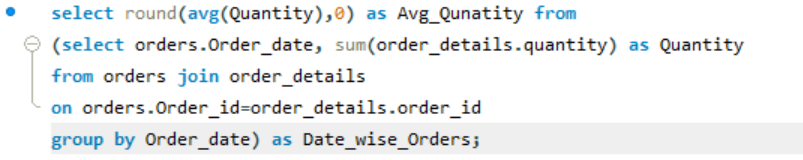 select round(avg(Quantity),0) as Avg_Qunatity from
(select orders.Order_date, sum(order_details.quantity) as Quantity
from orders join order_details
on orders.Order_id=order_details.order_id
group by Order_date) as Date_wise_Orders;